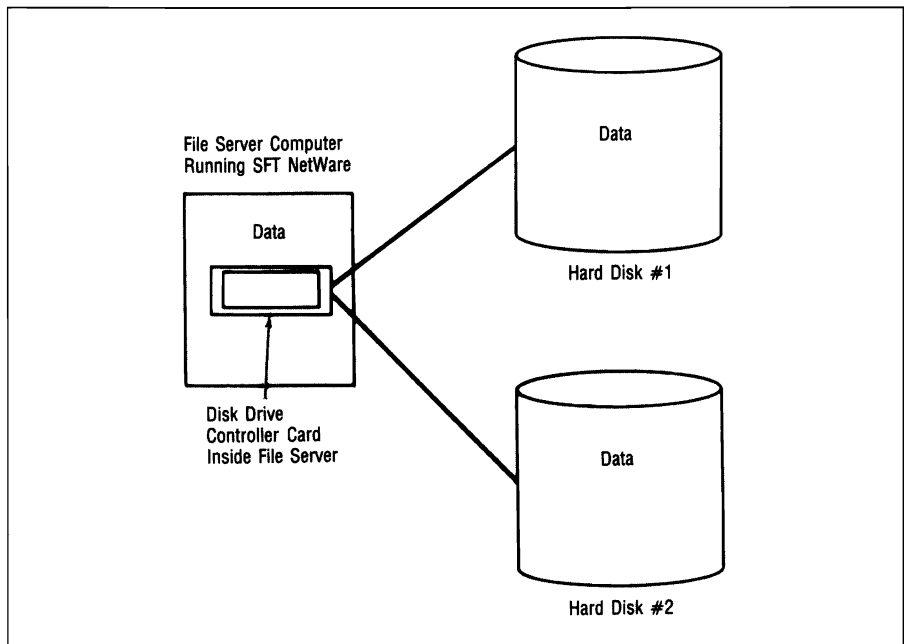 File Server Computer
Running SFT NetWare
Data
Disk Drive
Controller Card
Inside File Server
Data
Hard Disk #1
Data
Hard Disk #2